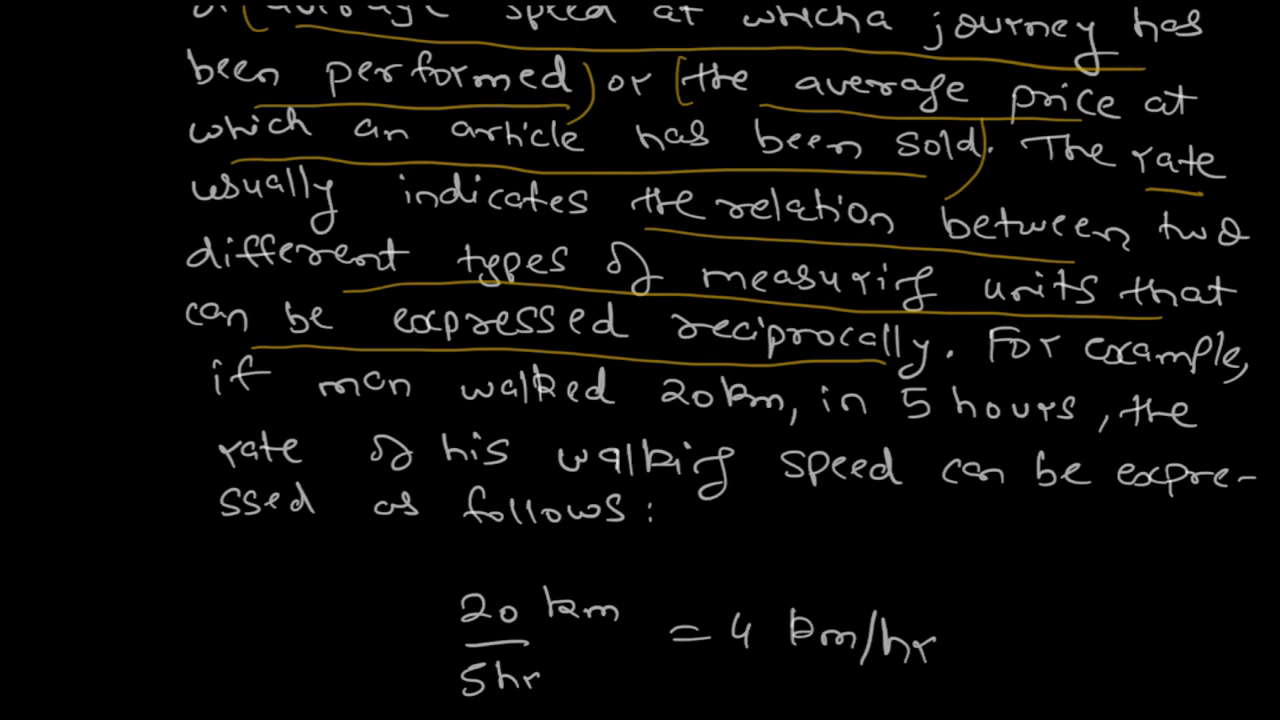 speed at which a journey has
been performed) or (the average price at
which an article has been sold). The rate
usually indicates the relation between two
different types of measuring units that
can be expressed reciprocally. For example,
if man walked 20km, in 5 hours, the
rate of his walking speed can be expre-
ssed as follows:
20 km
5hr
= 4 km/hr